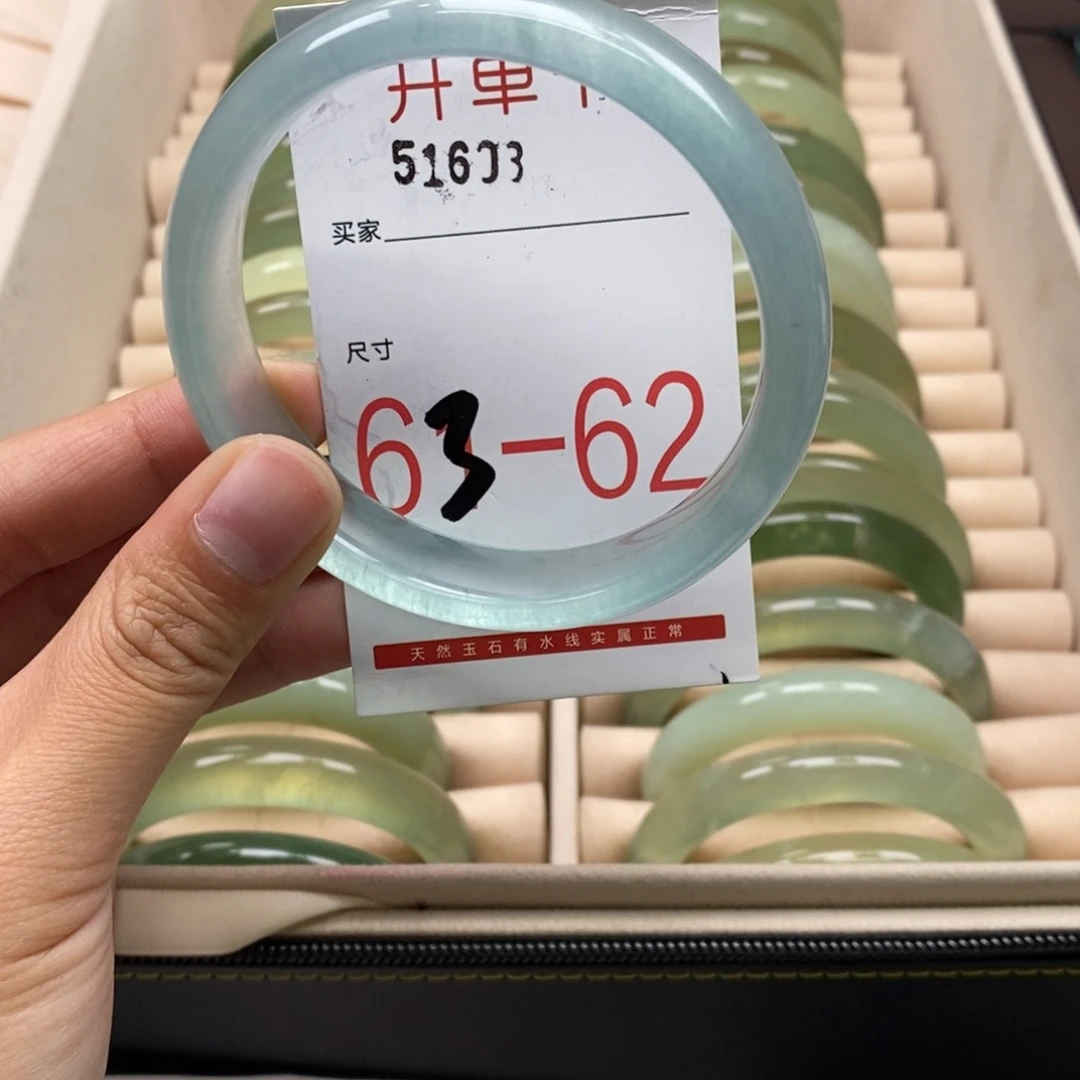 开单
51603
买家
尺寸
63-62
天然玉石有水线实属正常